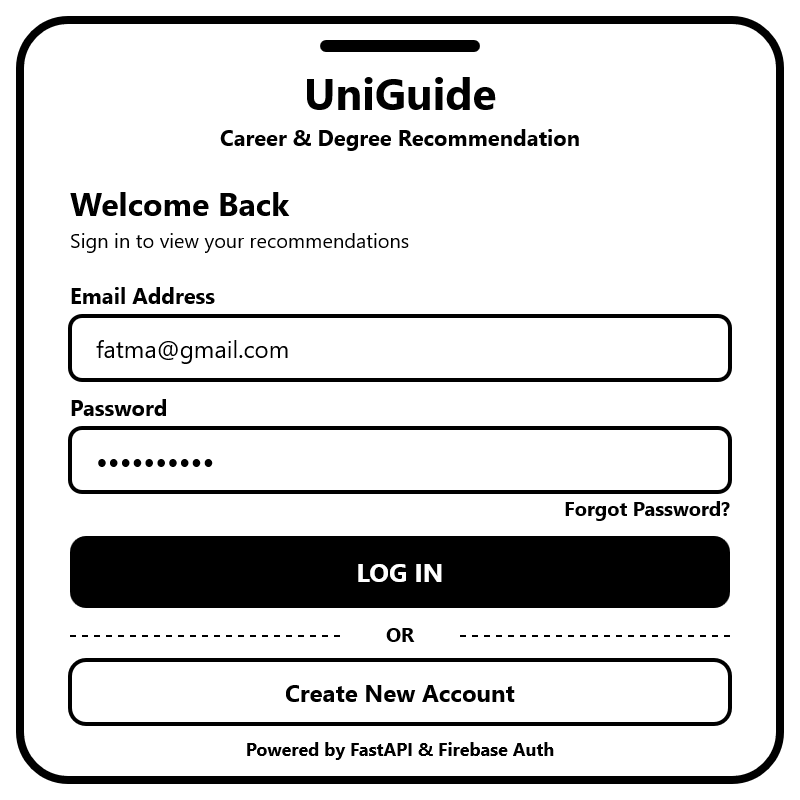 UniGuide
Career & Degree Recommendation
Welcome Back
Sign in to view your recommendations
Email Address
fatma@gmail.com
Password
••••••••••
Forgot Password?
LOG IN
OR
Create New Account
Powered by FastAPI & Firebase Auth